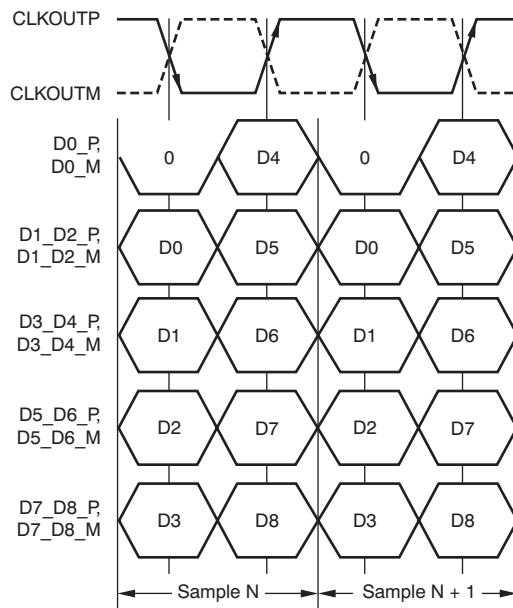 CLKOUTP
CLKOUTM
D0_P,
D0_M
0 D4 0 D4
D1_D2_P,
D1_D2_M
D0 D5 D0 D5
D3_D4_P,
D3_D4_M
D1 D6 D1 D6
D5_D6_P,
D5_D6_M
D2 D7 D2 D7
D7_D8_P,
D7_D8_M
D3 D8 D3 D8
Sample N Sample N + 1